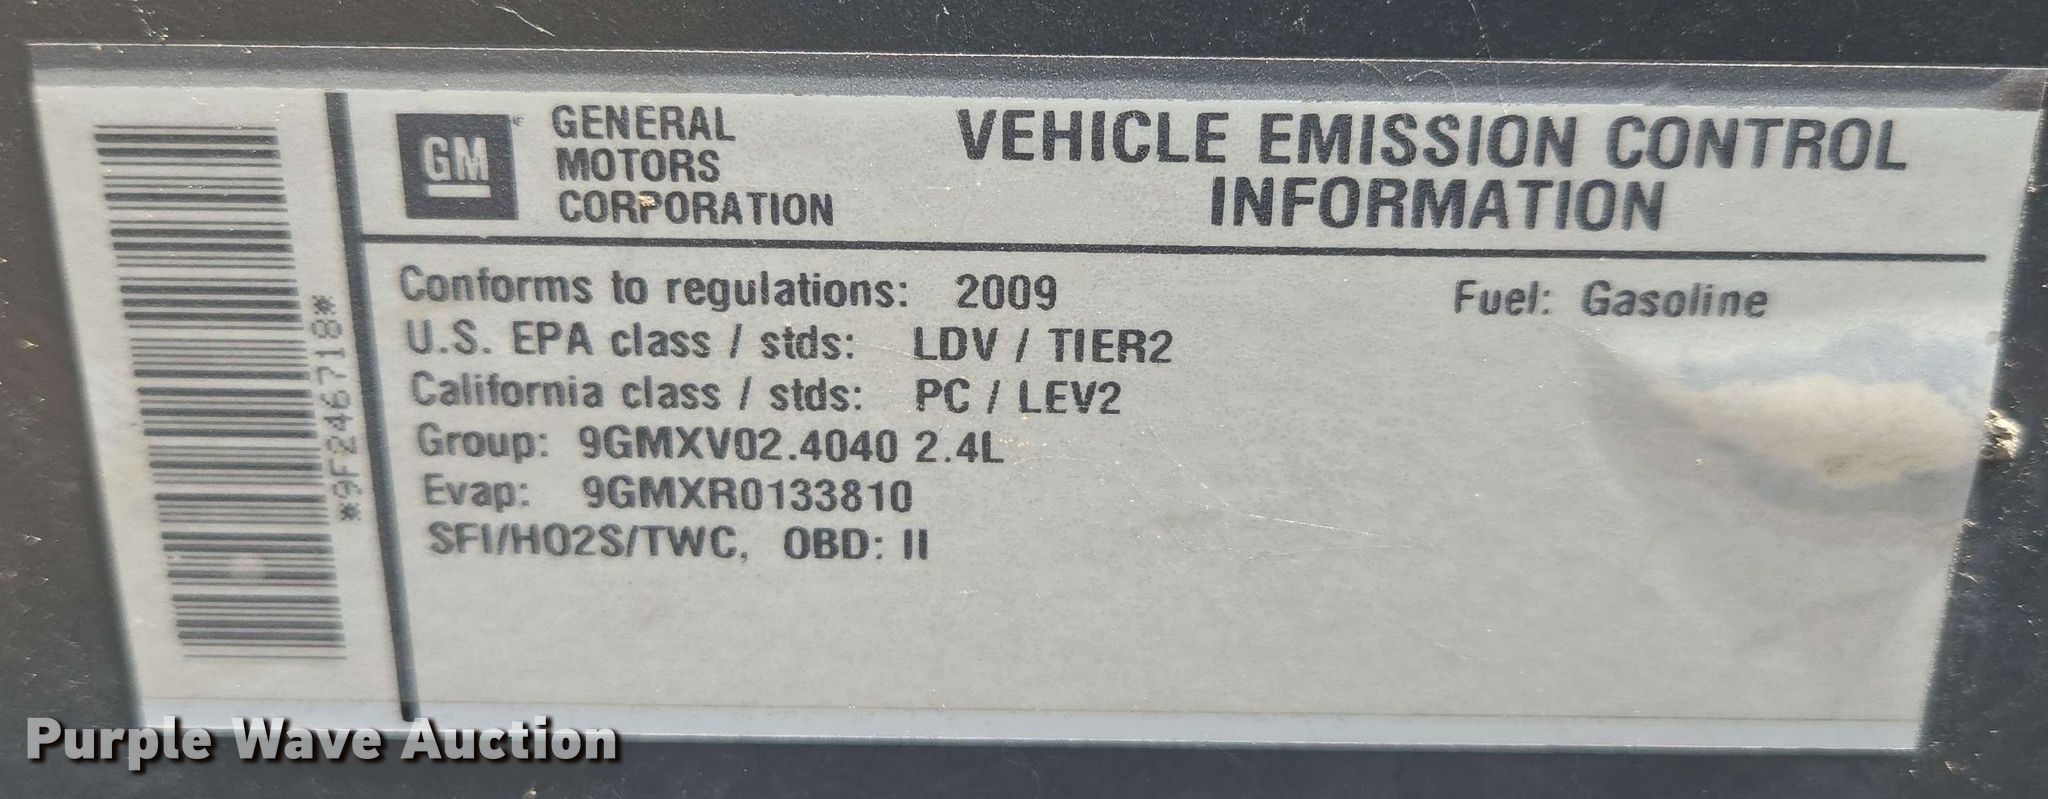 *9F2467718*
GM
GENERAL
MOTORS
CORPORATION
VEHICLE EMISSION CONTROL
INFORMATION
Conforms to regulations: 2009
Fuel: Gasoline
U.S. EPA class / stds: LDV / TIER2
California class / stds: PC / LEV2
Group: 9GMXV02.4040 2.4L
Evap: 9GMXR0133810
SFI/HO2S/TWC, OBD: II
Purple Wave Auction